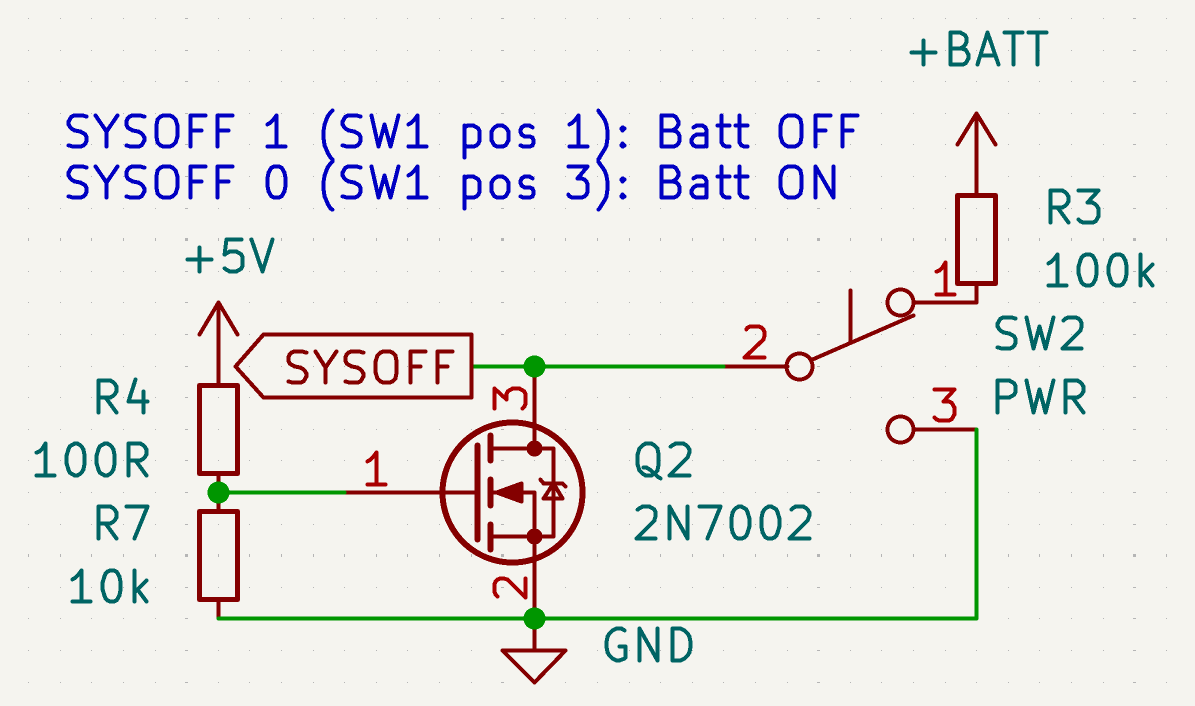 +BATT
SYSOFF 1 (SW1 pos 1): Batt OFF
SYSOFF 0 (SW1 pos 3): Batt ON
R3
100k
+5V
1
SW2
PWR
2
SYSOFF
3
3
R4
100R
1
Q2
2N7002
R7
10k
2
GND